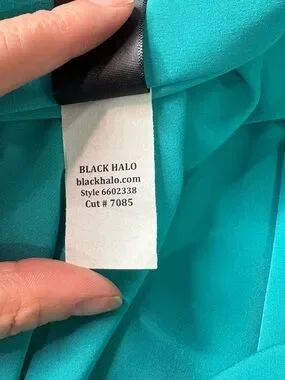 BLACK HALO
blackhalo.com
Style 6602338
Cut # 7085